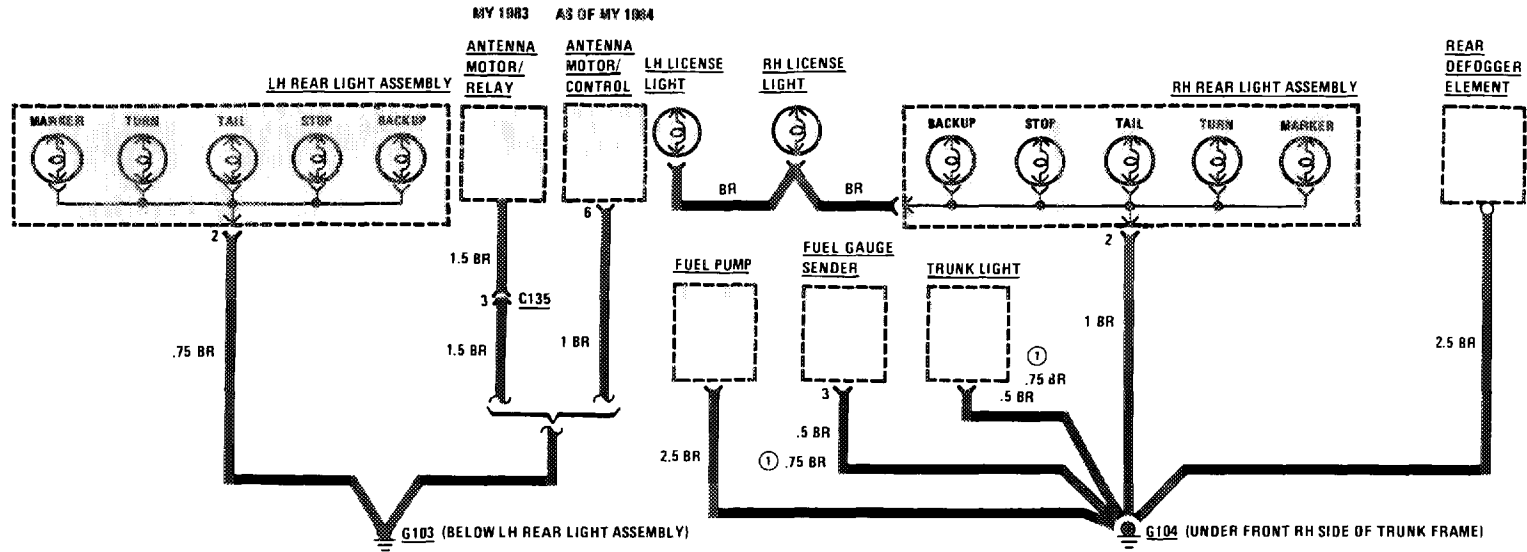 MY 1983 AS OF MY 1984
ANTENNA MOTOR/ RELAY
ANTENNA MOTOR/ CONTROL
LH LICENSE LIGHT
RH LICENSE LIGHT
REAR DEFOGGER ELEMENT
LH REAR LIGHT ASSEMBLY
RH REAR LIGHT ASSEMBLY
MARKER TURN TAIL STOP BACKUP
BACKUP STOP TAIL TURN MARKER
BR BR
6
2
2
1.5 BR
3 C135
1.5 BR
1 BR
.75 BR
FUEL PUMP
FUEL GAUGE SENDER
TRUNK LIGHT
1 BR
2.5 BR
1
.75 BR
.5 BR
3
.5 BR
2.5 BR
1 .75 BR
G103 (BELOW LH REAR LIGHT ASSEMBLY)
G104 (UNDER FRONT RH SIDE OF TRUNK FRAME)